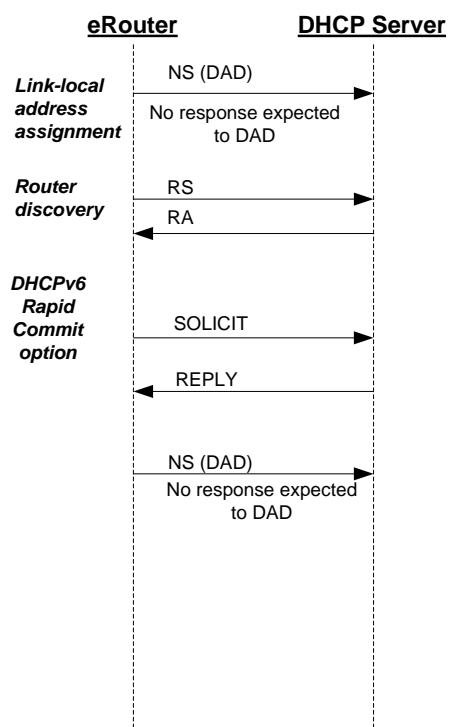 eRouter
DHCP Server
Link-local
address
assignment
NS (DAD)
No response expected
to DAD
Router
discovery
RS
RA
DHCPv6
Rapid
Commit
option
SOLICIT
REPLY
NS (DAD)
No response expected
to DAD